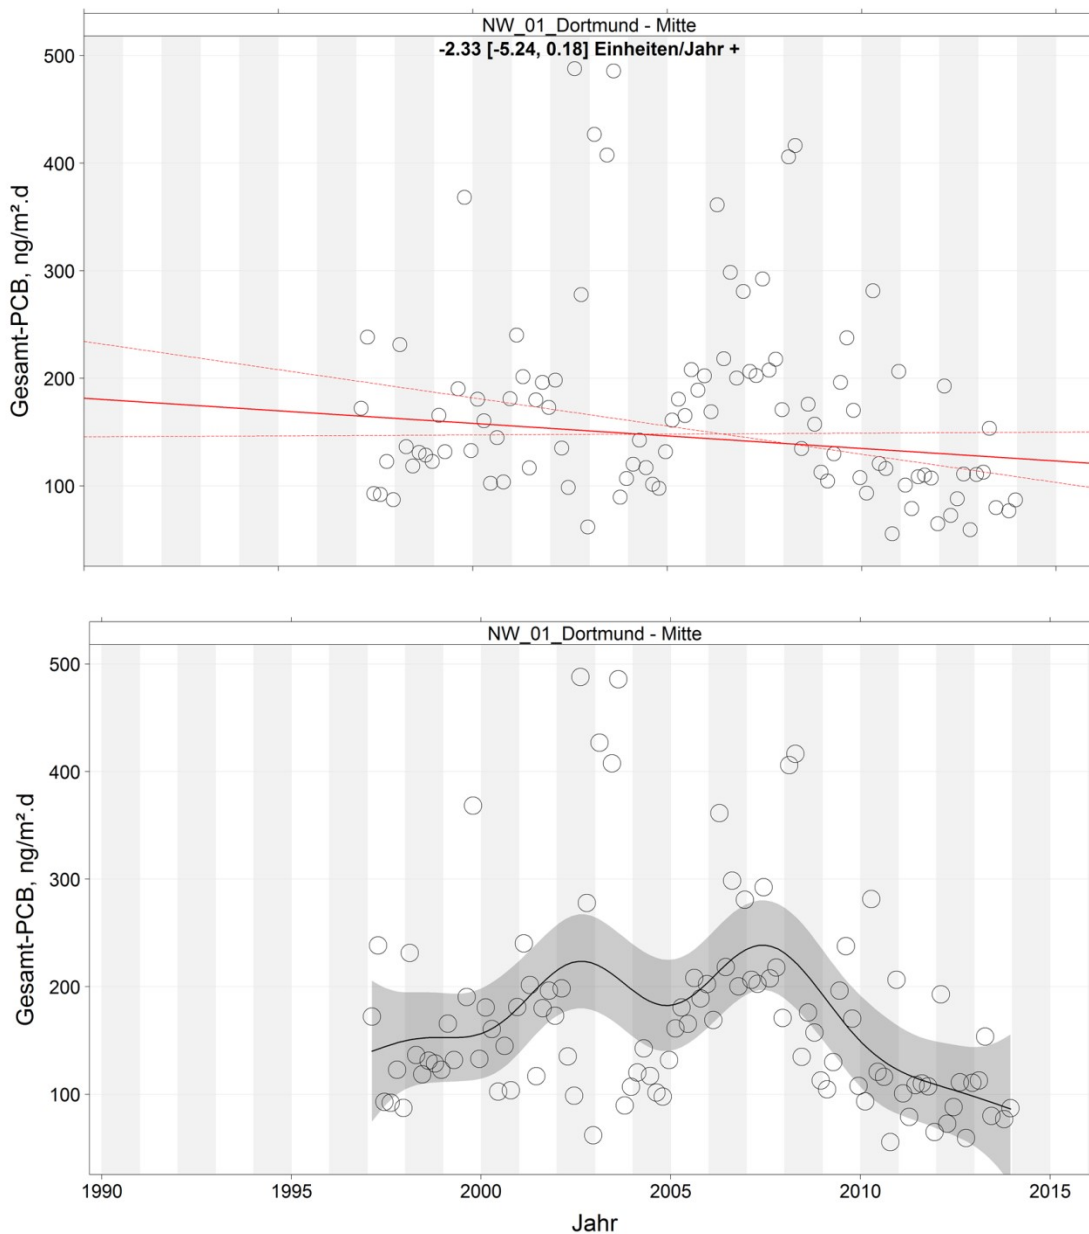 NW_01_Dortmund - Mitte
-2.33 [-5.24, 0.18] Einheiten/Jahr +
500
400
300
200
100
Gesamt-PCB, ng/m².d
NW_01_Dortmund - Mitte
500
400
300
200
100
Gesamt-PCB, ng/m².d
1990 1995 2000 2005 2010 2015
Jahr